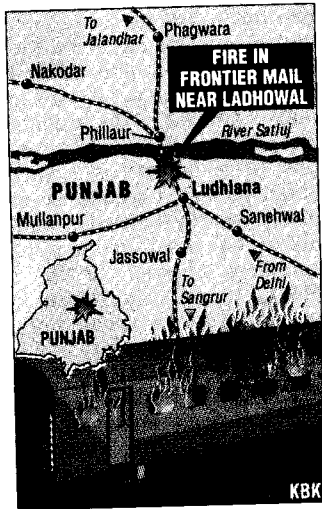 To
Jalandhar
Phagwara
FIRE IN
FRONTIER MAIL
NEAR LADHOWAL
Nakodar
Phillaur
River Satluj
PUNJAB
Ludhiana
Mullanpur
Sanehwal
Jassowal
To
Sangrur
From
Delhi
PUNJAB
KBK